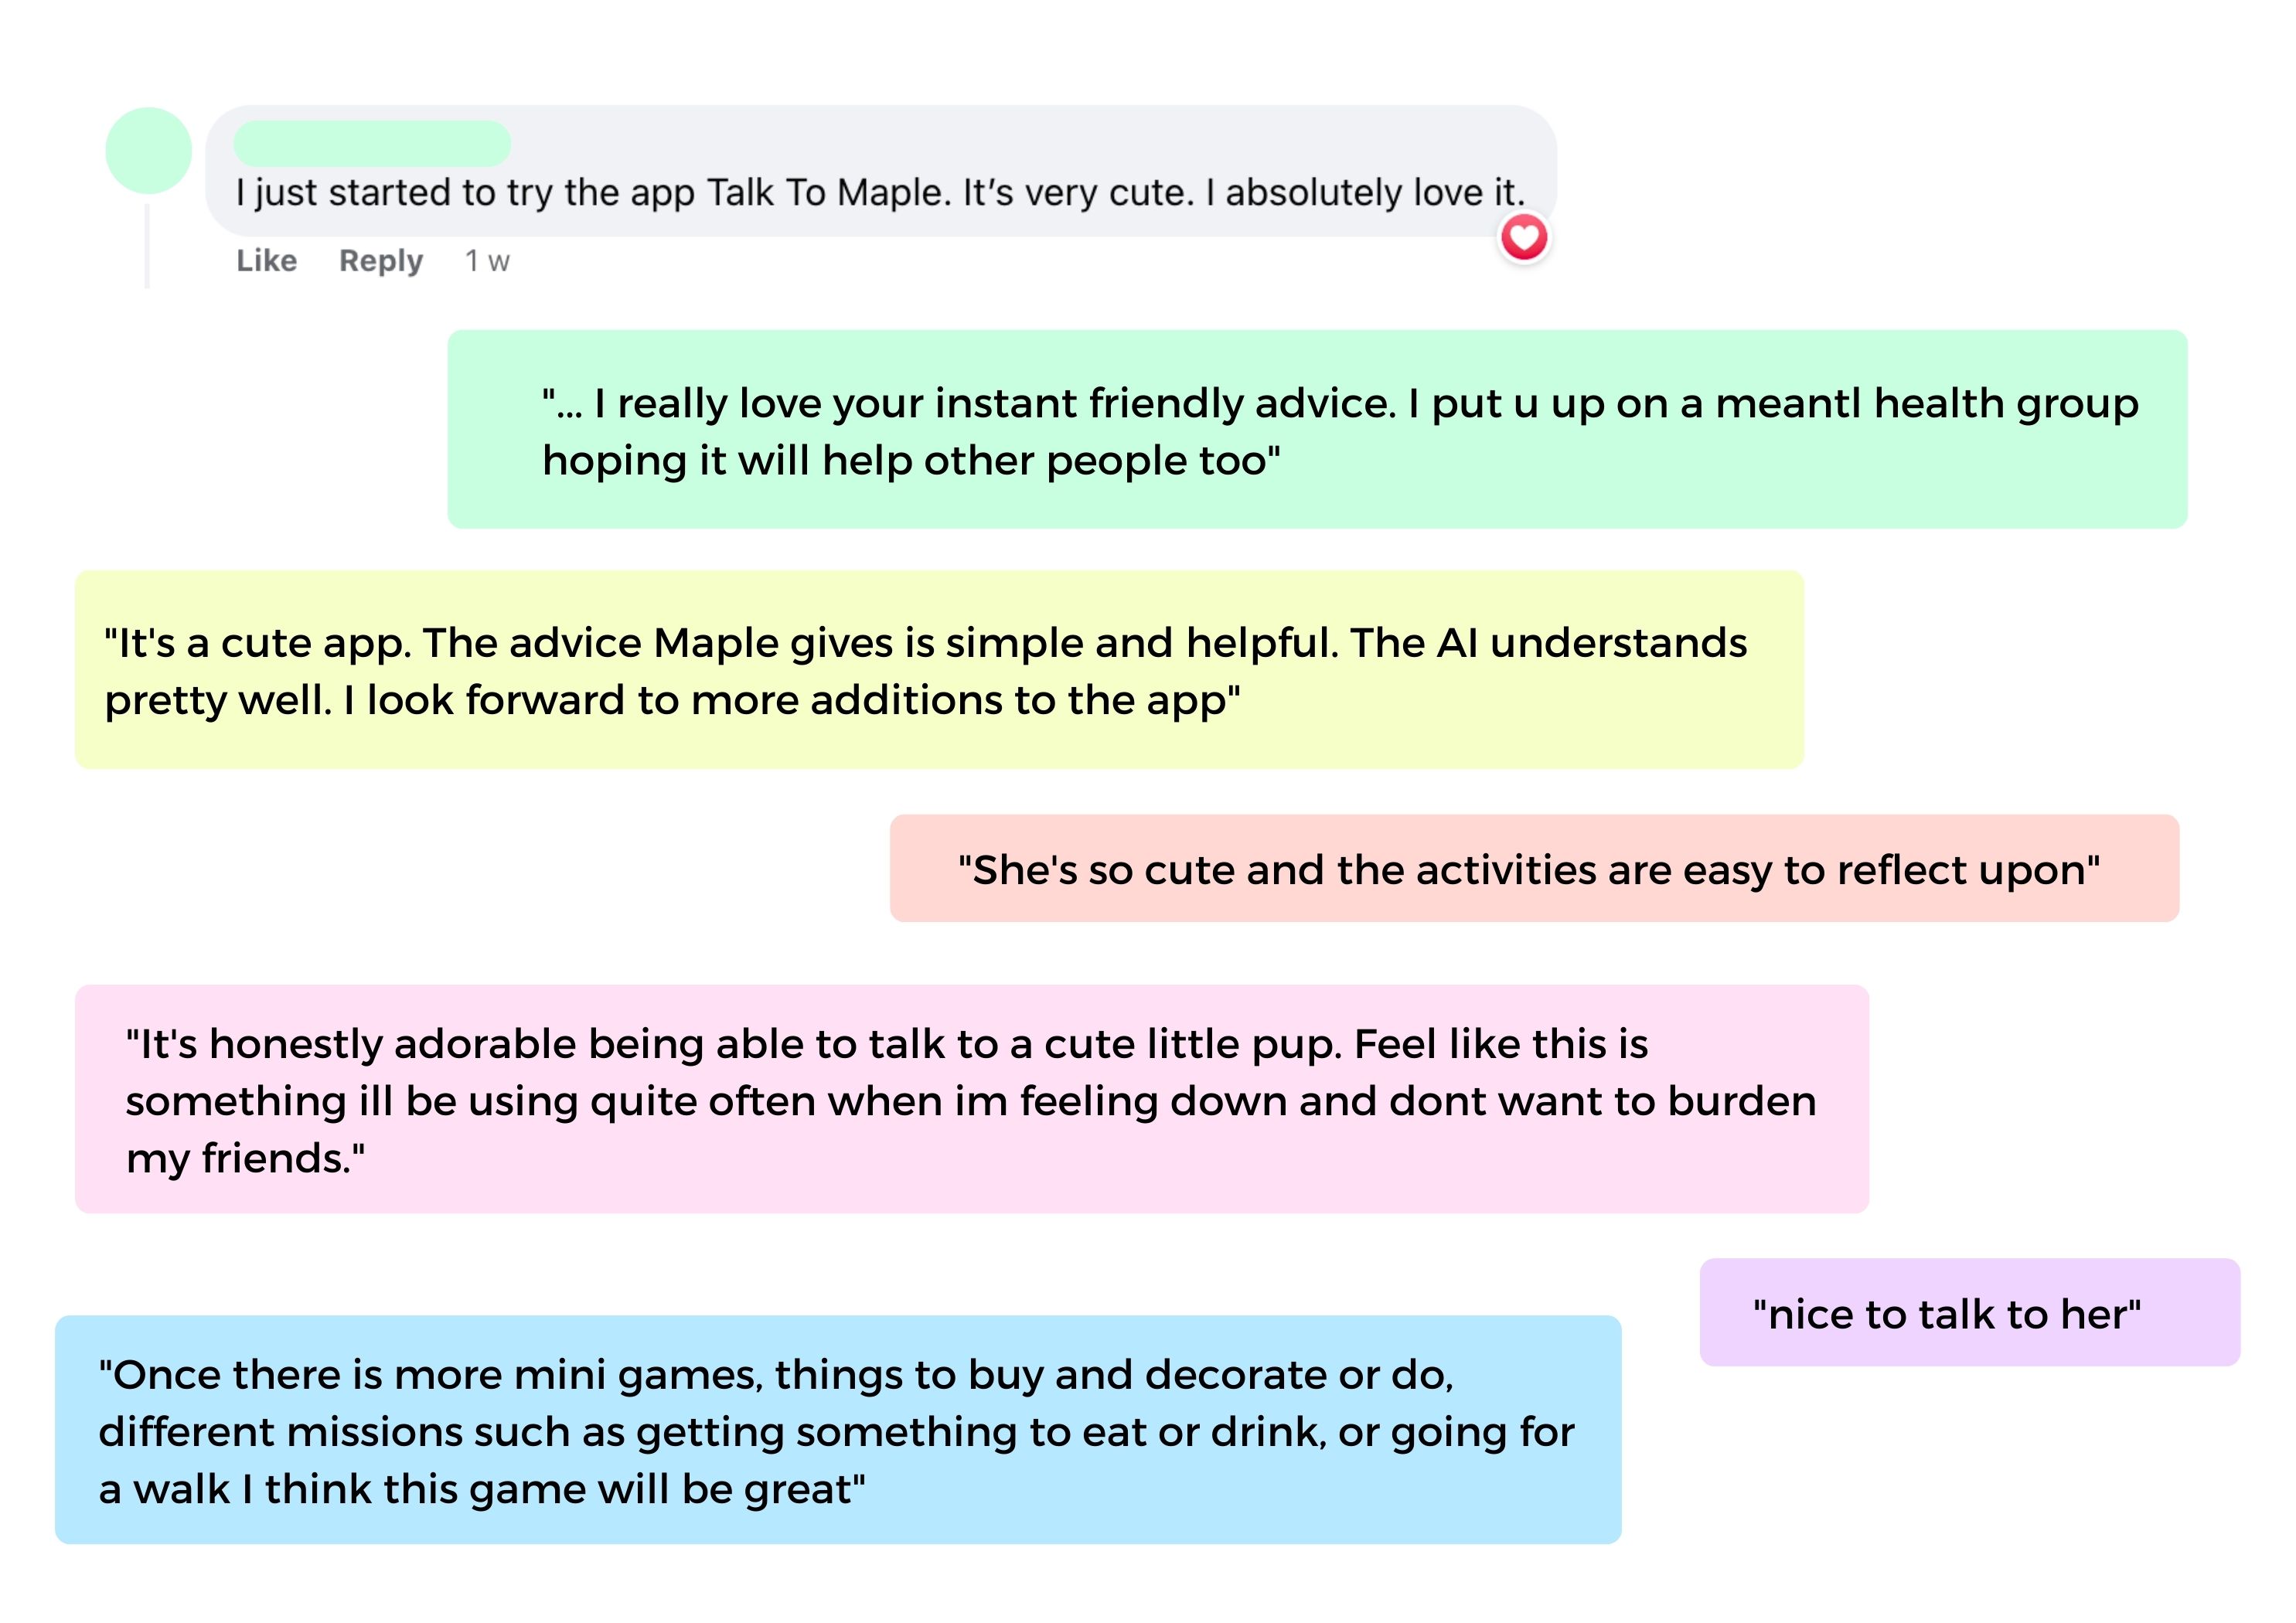 I just started to try the app Talk To Maple. It’s very cute. I absolutely love it.
Like Reply 1 w
"... I really love your instant friendly advice. I put u up on a meantl health group
hoping it will help other people too"
"It's a cute app. The advice Maple gives is simple and helpful. The AI understands
pretty well. I look forward to more additions to the app"
"She's so cute and the activities are easy to reflect upon"
"It's honestly adorable being able to talk to a cute little pup. Feel like this is
something ill be using quite often when im feeling down and dont want to burden
my friends."
"nice to talk to her"
"Once there is more mini games, things to buy and decorate or do,
different missions such as getting something to eat or drink, or going for
a walk I think this game will be great"